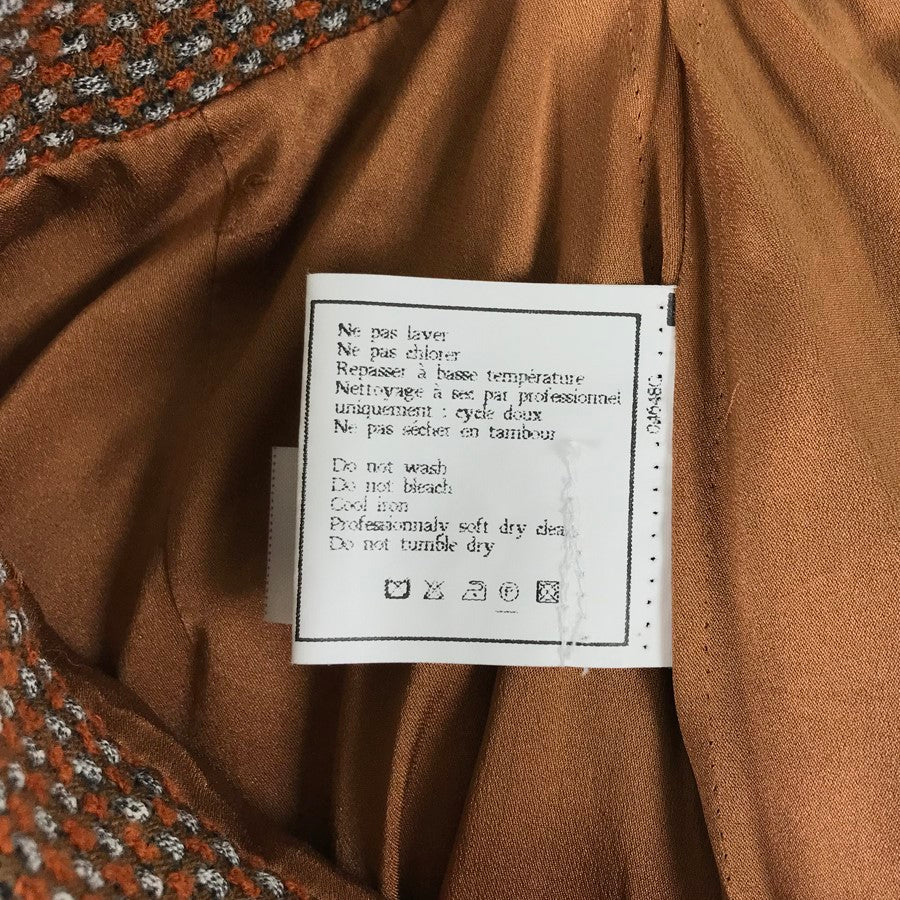 Ne pas laver
Ne pas chlorer
Repasser à basse température
Nettoyage à sec par professionnel
uniquement : cycle doux
Ne pas sécher en tambour
Do not wash
Do not bleach
Cool iron
Professionnaly soft dry clean
Do not tumble dry